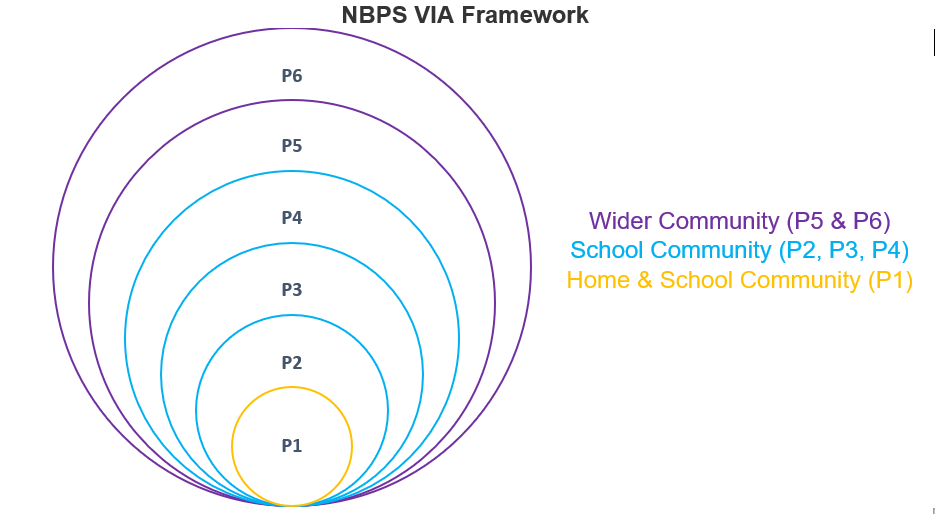 NBPS VIA Framework
P6
P5
P4
P3
P2
P1
Wider Community (P5 & P6)
School Community (P2, P3, P4)
Home & School Community (P1)